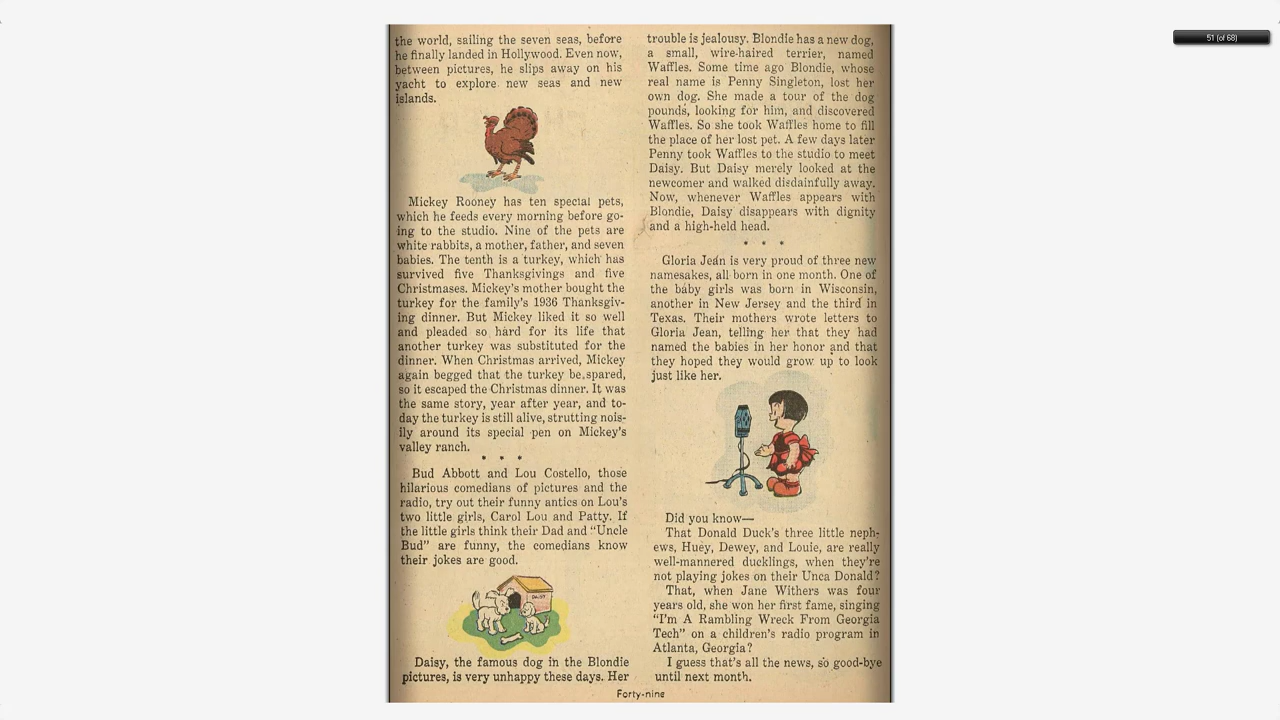 51 (of 68)
the world, sailing the seven seas, before
he finally landed in Hollywood. Even now,
between pictures, he slips away on his
yacht to explore new seas and new
islands.
Mickey Rooney has ten special pets,
which he feeds every morning before go-
ing to the studio. Nine of the pets are
white rabbits, a mother, father, and seven
babies. The tenth is a turkey, which has
survived five Thanksgivings and five
Christmases. Mickey's mother bought the
turkey for the family's 1936 Thanksgiv-
ing dinner. But Mickey liked it so well
and pleaded so hard for its life that
another turkey was substituted for the
dinner. When Christmas arrived, Mickey
again begged that the turkey be spared,
so it escaped the Christmas dinner. It was
the same story, year after year, and to-
day the turkey is still alive, strutting nois-
ily around its special pen on Mickey's
valley ranch.
* * *
Bud Abbott and Lou Costello, those
hilarious comedians of pictures and the
radio, try out their funny antics on Lou's
two little girls, Carol Lou and Patty. If
the little girls think their Dad and "Uncle
Bud" are funny, the comedians know
their jokes are good.
DAISY
Daisy, the famous dog in the Blondie
pictures, is very unhappy these days. Her
trouble is jealousy. Blondie has a new dog,
a small, wire-haired terrier, named
Waffles. Some time ago Blondie, whose
real name is Penny Singleton, lost her
own dog. She made a tour of the dog
pounds, looking for him, and discovered
Waffles. So she took Waffles home to fill
the place of her lost pet. A few days later
Penny took Waffles to the studio to meet
Daisy. But Daisy merely looked at the
newcomer and walked disdainfully away.
Now, whenever Waffles appears with
Blondie, Daisy disappears with dignity
and a high-held head.
* * *
Gloria Jean is very proud of three new
namesakes, all born in one month. One of
the baby girls was born in Wisconsin,
another in New Jersey and the third in
Texas. Their mothers wrote letters to
Gloria Jean, telling her that they had
named the babies in her honor and that
they hoped they would grow up to look
just like her.
Did you know—
That Donald Duck's three little neph-
ews, Huey, Dewey, and Louie, are really
well-mannered ducklings, when they're
not playing jokes on their Unca Donald?
That, when Jane Withers was four
years old, she won her first fame, singing
"I'm A Rambling Wreck From Georgia
Tech" on a children's radio program in
Atlanta, Georgia?
I guess that's all the news, so good-bye
until next month.
Forty-nine